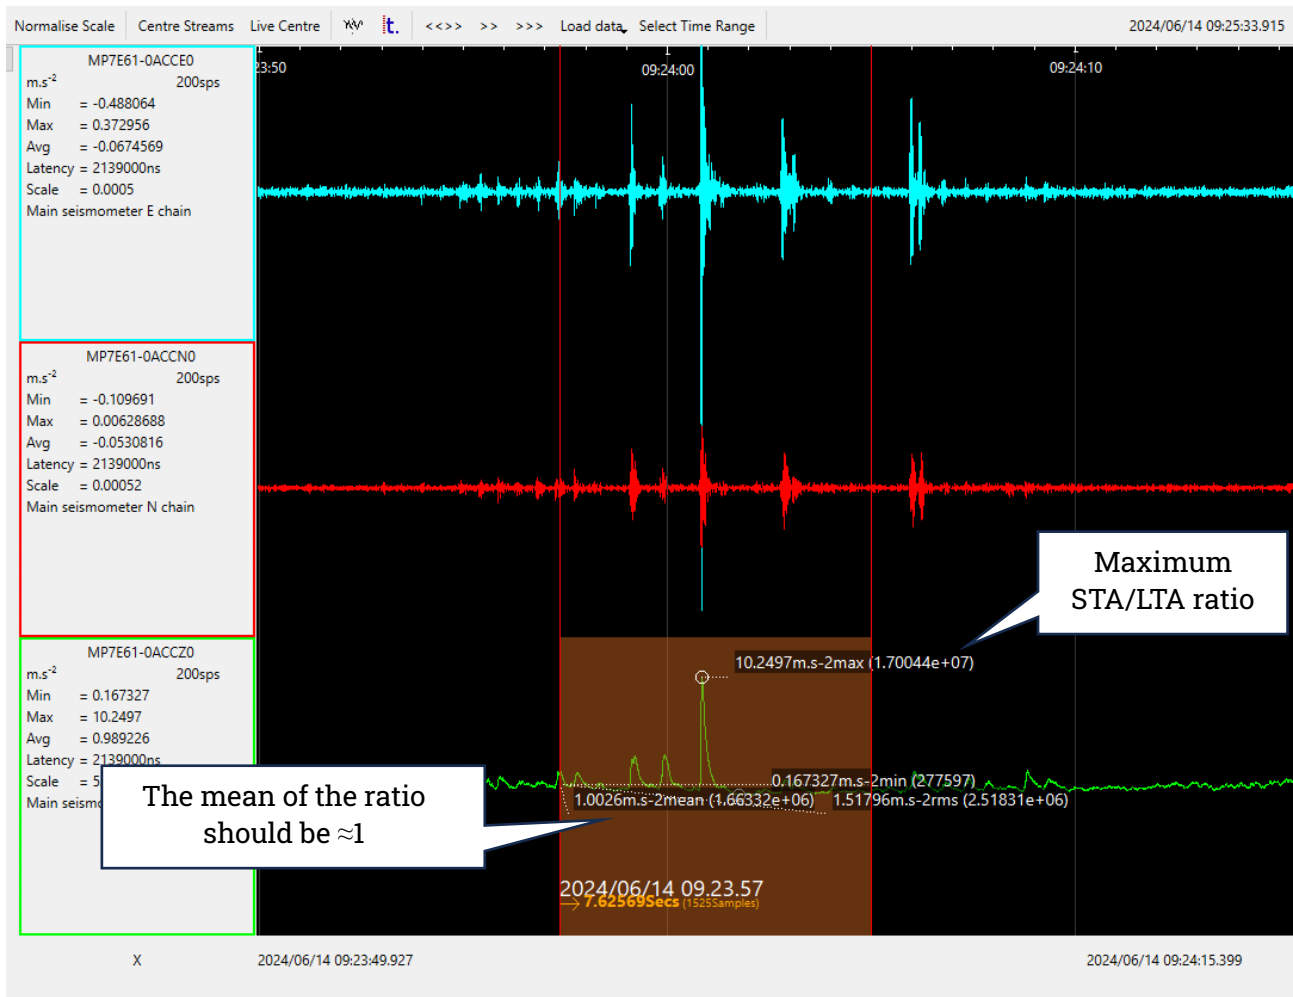 Normalise Scale Centre Streams Live Centre t. <<>> >> >>> Load data Select Time Range 2024/06/14 09:25:33.915
MP7E61-0ACCE0
m.s-2 200sps
Min = -0.488064
Max = 0.372956
Avg = -0.0674569
Latency = 2139000ns
Scale = 0.0005
Main seismometer E chain
23:50 09:24:00 09:24:10
MP7E61-0ACCN0
m.s-2 200sps
Min = -0.109691
Max = 0.00628688
Avg = -0.0530816
Latency = 2139000ns
Scale = 0.00052
Main seismometer N chain
Maximum
STA/LTA ratio
MP7E61-0ACCZ0
m.s-2 200sps
Min = 0.167327
Max = 10.2497
Avg = 0.989226
Latency = 2139000ns
Scale = 5
Main seismo
10.2497m.s-2max (1.70044e+07)
0.167327m.s-2min (277597)
1.0026m.s-2mean (1.66332e+06) 1.51796m.s-2rms (2.51831e+06)
The mean of the ratio
should be ≈1
2024/06/14 09.23.57
7.62569Secs (1525Samples)
X 2024/06/14 09:23:49.927 2024/06/14 09:24:15.399